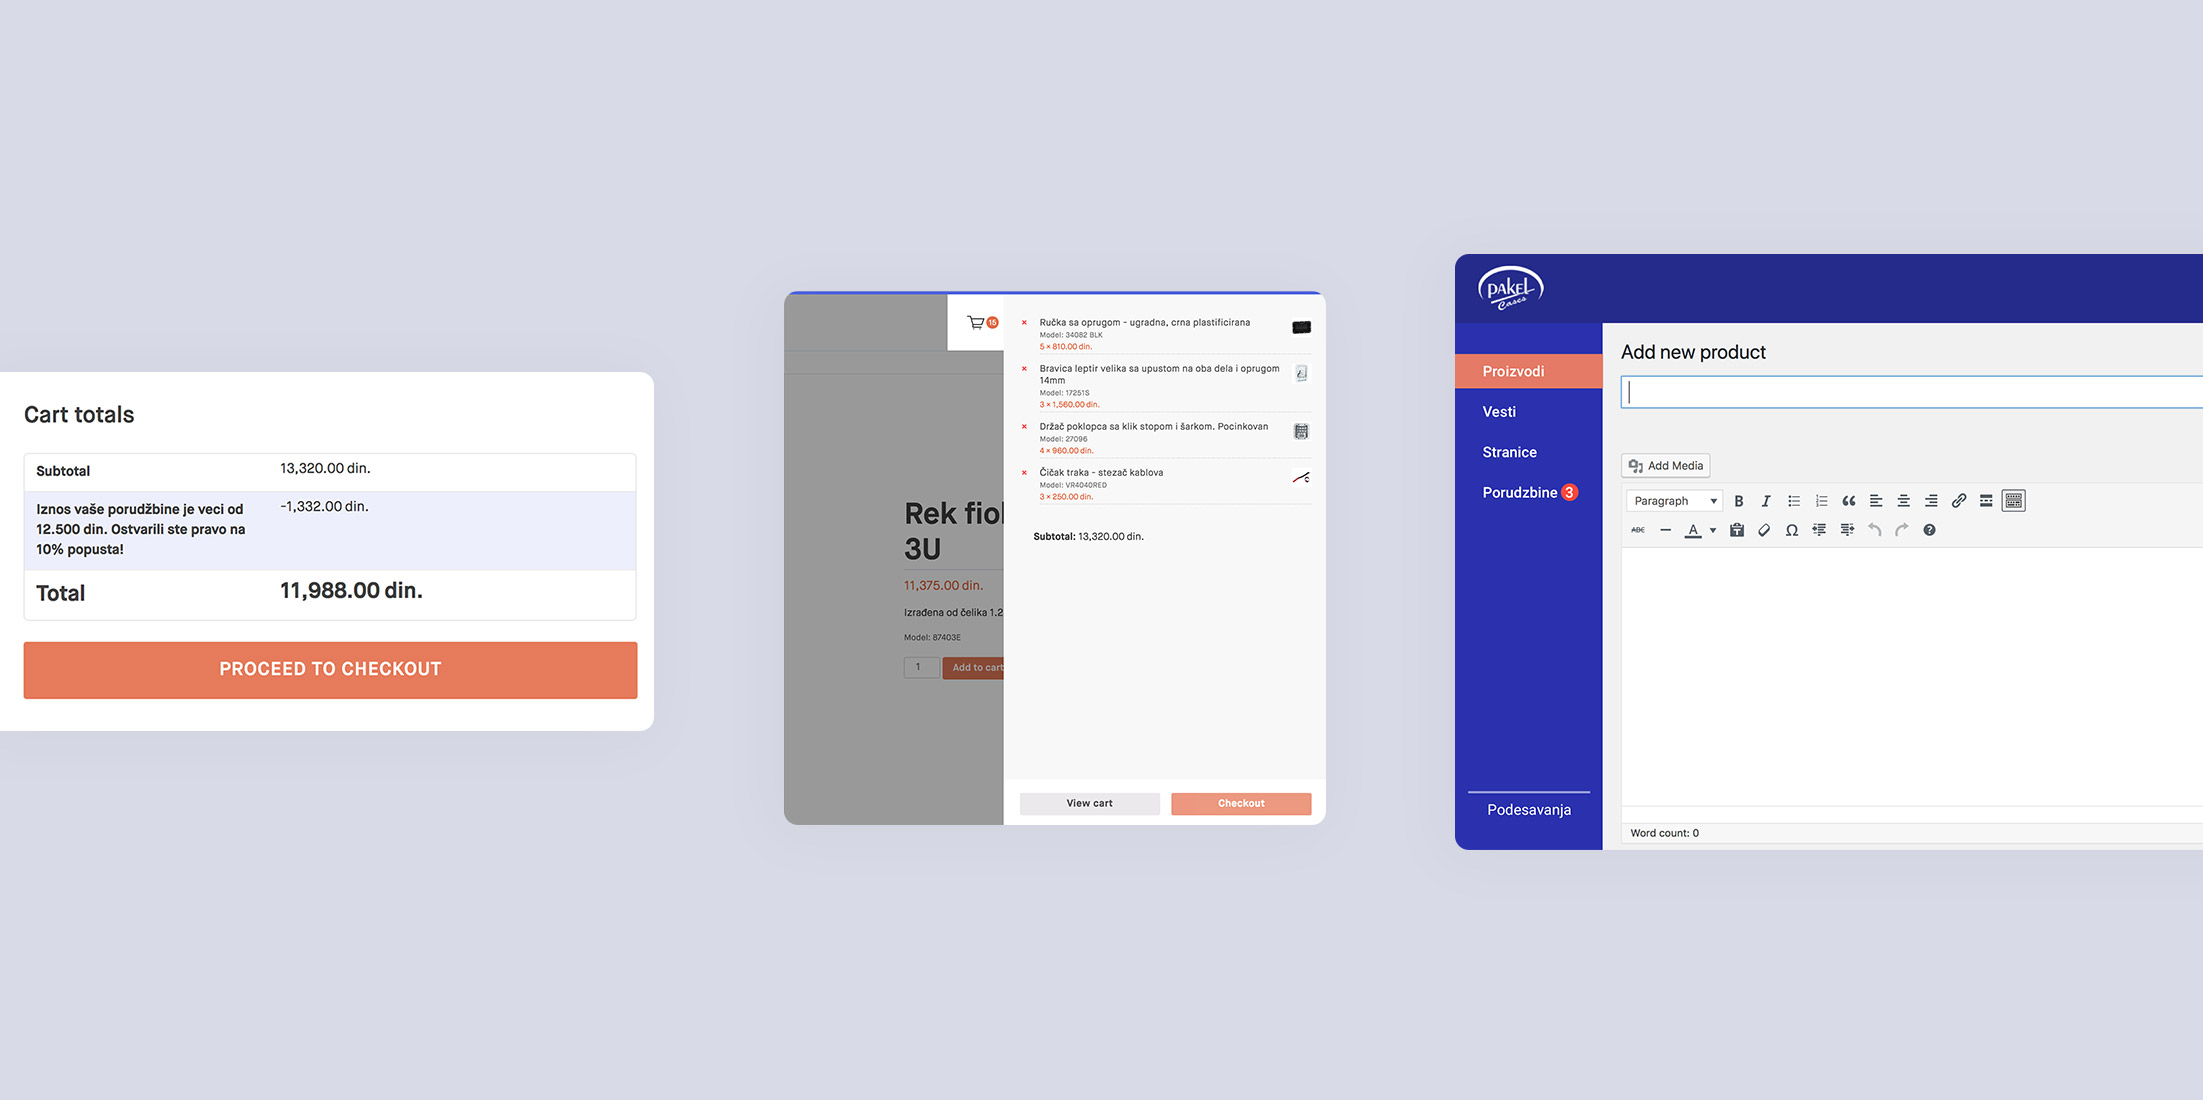 Cart totals
Subtotal 13,320.00 din.
Iznos vaše porudžbine je veci od -1,332.00 din.
12.500 din. Ostvarili ste pravo na
10% popusta!
Total 11,988.00 din.
PROCEED TO CHECKOUT
15
Rek fio
3U
11,375.00 din.
Izrađena od čelika 1.2
Model: 87403E
1 Add to cart
× Ručka sa oprugom - ugradna, crna plastificirana
Model: 34082 BLK
5 × 810.00 din.
× Bravica leptir velika sa upustom na oba dela i oprugom
14mm
Model: 17251S
3 × 1,560.00 din.
× Držač poklopca sa klik stopom i šarkom. Pocinkovan
Model: 27096
4 × 960.00 din.
× Čičak traka - stezač kablova
Model: VR4040RED
3 × 250.00 din.
Subtotal: 13,320.00 din.
View cart Checkout
PAKEL
Cases
Proizvodi
Vesti
Stranice
Porudzbine 3
Podesavanja
Add new product
Add Media
Paragraph B I
ABC A Ω ?
Word count: 0